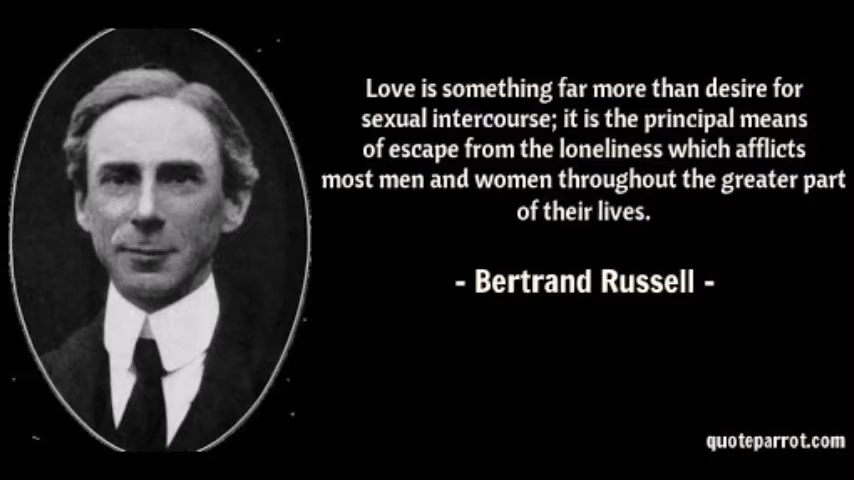 Love is something far more than desire for
sexual intercourse; it is the principal means
of escape from the loneliness which afflicts
most men and women throughout the greater part
of their lives.
- Bertrand Russell -
quoteparrot.com